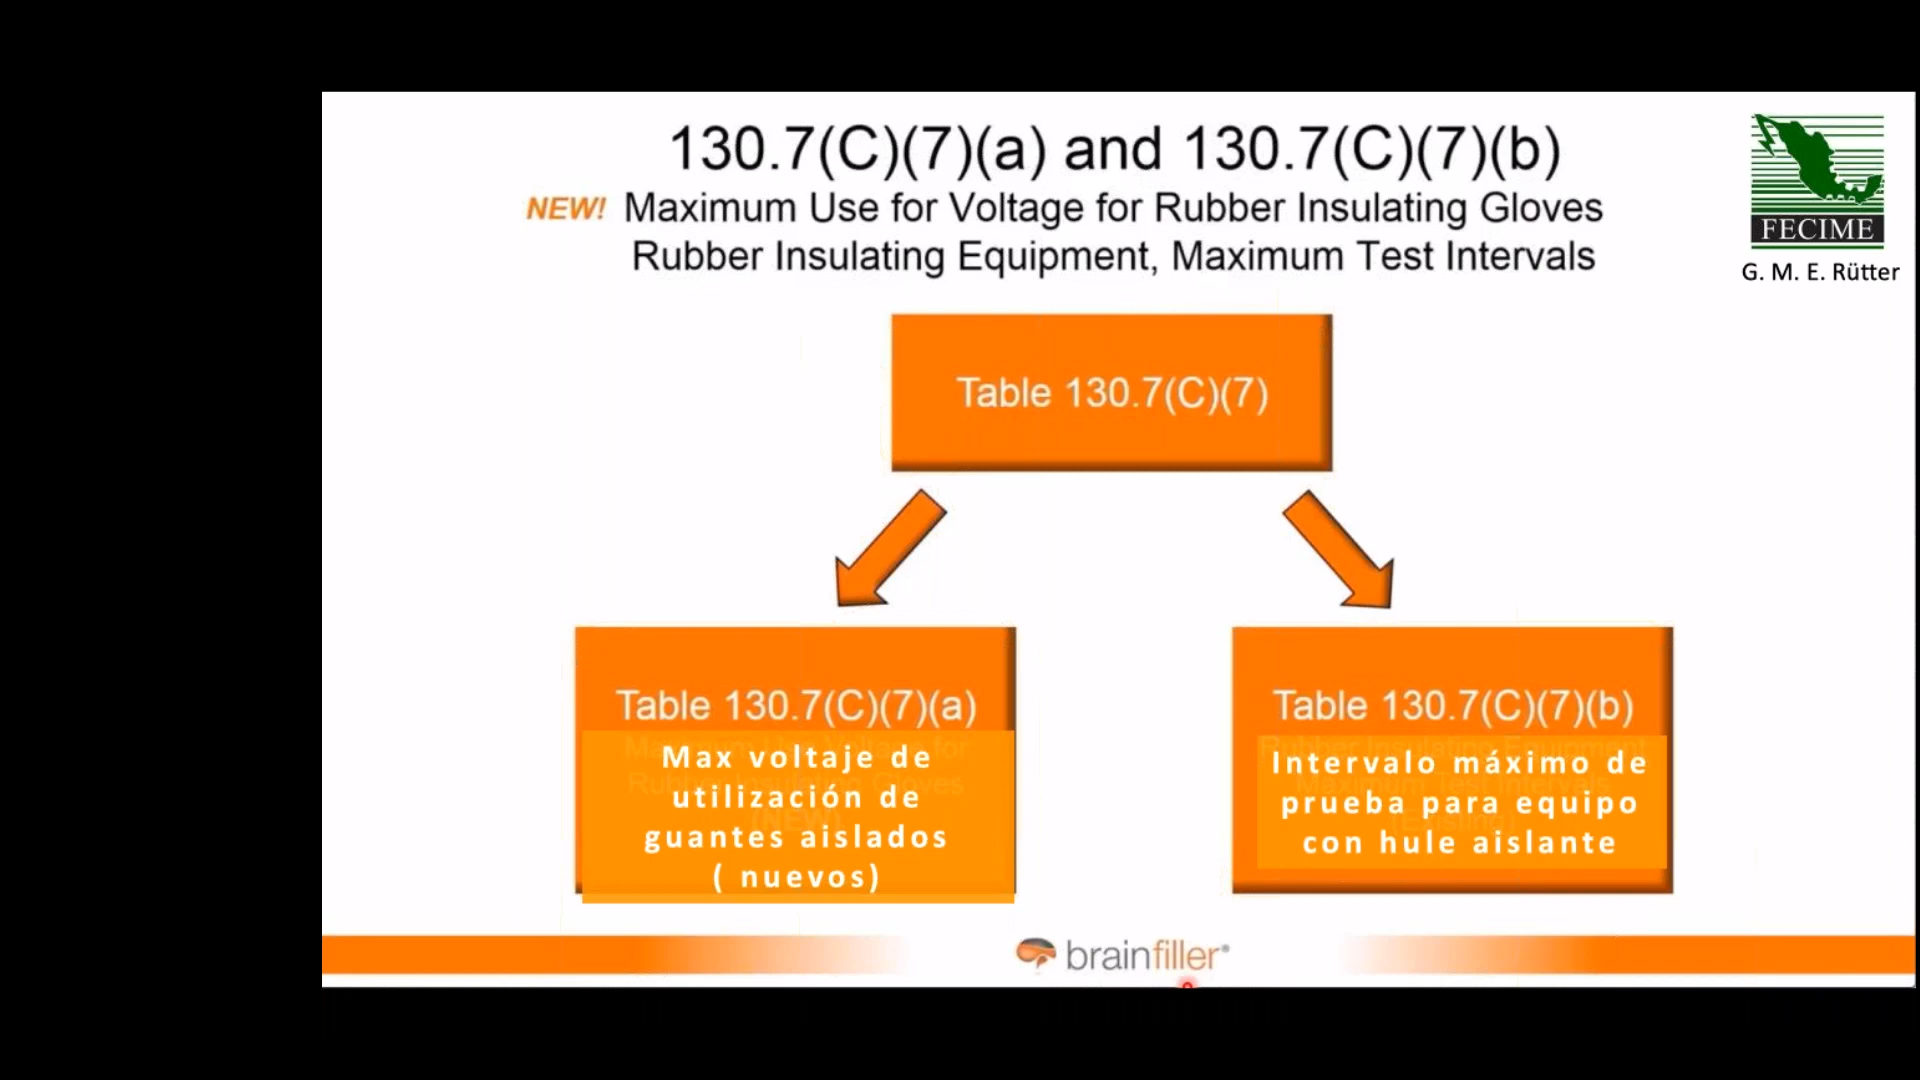 130.7(C)(7)(a) and 130.7(C)(7)(b)
NEW! Maximum Use for Voltage for Rubber Insulating Gloves
Rubber Insulating Equipment, Maximum Test Intervals
FECIME
G. M. E. Rütter
Table 130.7(C)(7)
Table 130.7(C)(7)(a)
Max voltaje de
utilización de
guantes aislados
( nuevos)
Table 130.7(C)(7)(b)
Intervalo máximo de
prueba para equipo
con hule aislante
brainfiller®